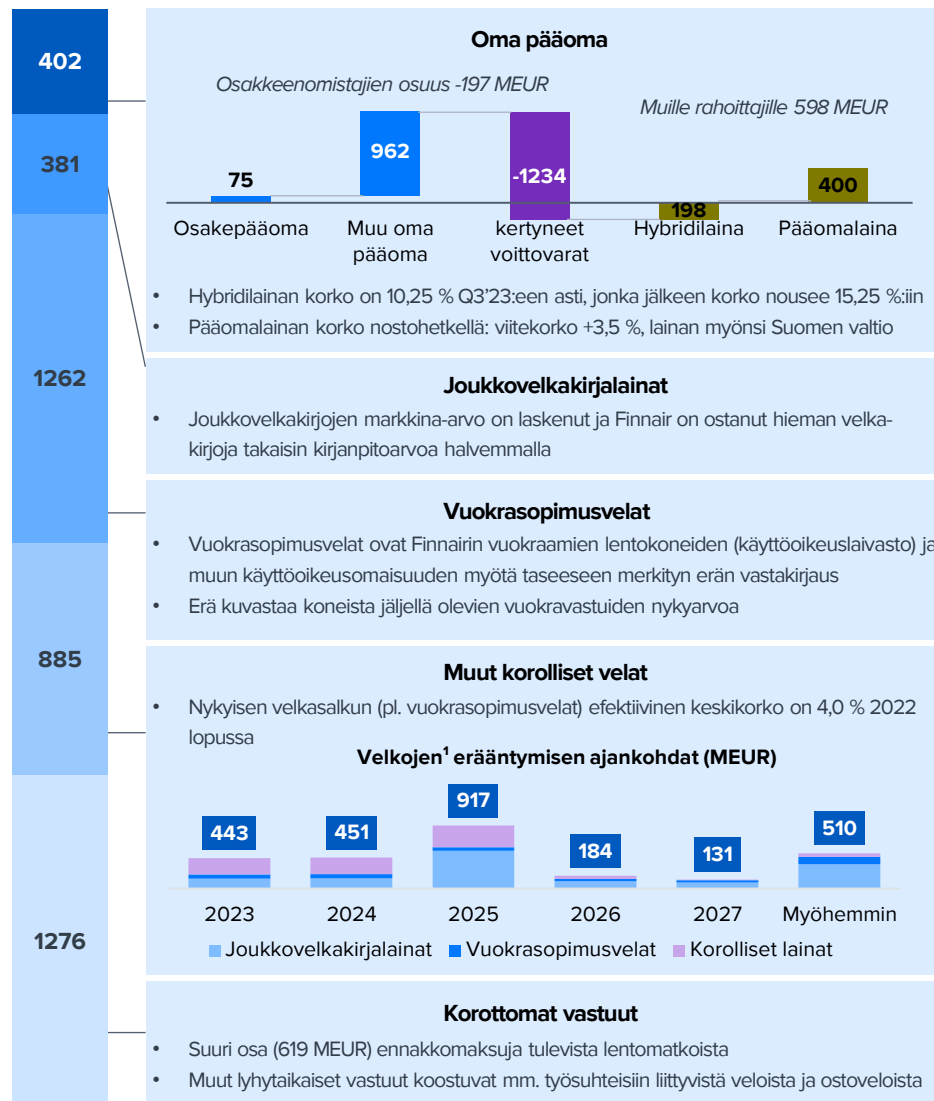 402
381
1262
885
1276
Oma pääoma
Osakkeenomistajien osuus -197 MEUR
Muille rahoittajille 598 MEUR
75
962
-1234
198
400
Osakepääoma
Muu oma
pääoma
kertyneet
voittovarat
Hybridilaina
Pääomalaina
• Hybridilainan korko on 10,25 % Q3'23:een asti, jonka jälkeen korko nousee 15,25 %:iin
• Pääomalainan korko nostohetkellä: viitekorko +3,5 %, lainan myönsi Suomen valtio
Joukkovelkakirjalainat
• Joukkovelkakirjojen markkina-arvo on laskenut ja Finnair on ostanut hieman velka-
kirjoja takaisin kirjanpitoarvoa halvemmalla
Vuokrasopimusvelat
• Vuokrasopimusvelat ovat Finnairin vuokraamien lentokoneiden (käyttöoikeuslaivasto) ja
muun käyttöoikeusomaisuuden myötä taseeseen merkityn erän vastakirjaus
• Erä kuvastaa koneista jäljellä olevien vuokravastuiden nykyarvoa
Muut korolliset velat
• Nykyisen velkasalkun (pl. vuokrasopimusvelat) efektiivinen keskikorko on 4,0 % 2022
lopussa
Velkojen¹ erääntymisen ajankohdat (MEUR)
443
451
917
184
131
510
2023
2024
2025
2026
2027
Myöhemmin
Joukkovelkakirjalainat
Vuokrasopimusvelat
Korolliset lainat
Korottomat vastuut
• Suuri osa (619 MEUR) ennakkomaksuja tulevista lentomatkoista
• Muut lyhytaikaiset vastuut koostuvat mm. työsuhteisiin liittyvistä veloista ja ostoveloista